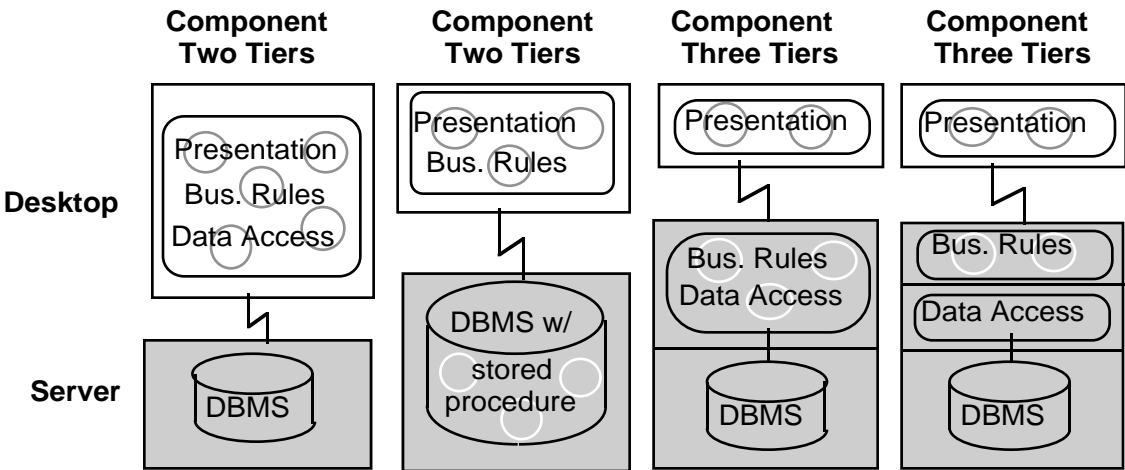 Component
Two Tiers
Component
Two Tiers
Component
Three Tiers
Component
Three Tiers
Desktop
Server
Presentation
Bus. Rules
Data Access
DBMS
Presentation
Bus. Rules
DBMS w/
stored
procedure
Presentation
Bus. Rules
Data Access
DBMS
Presentation
Bus. Rules
Data Access
DBMS